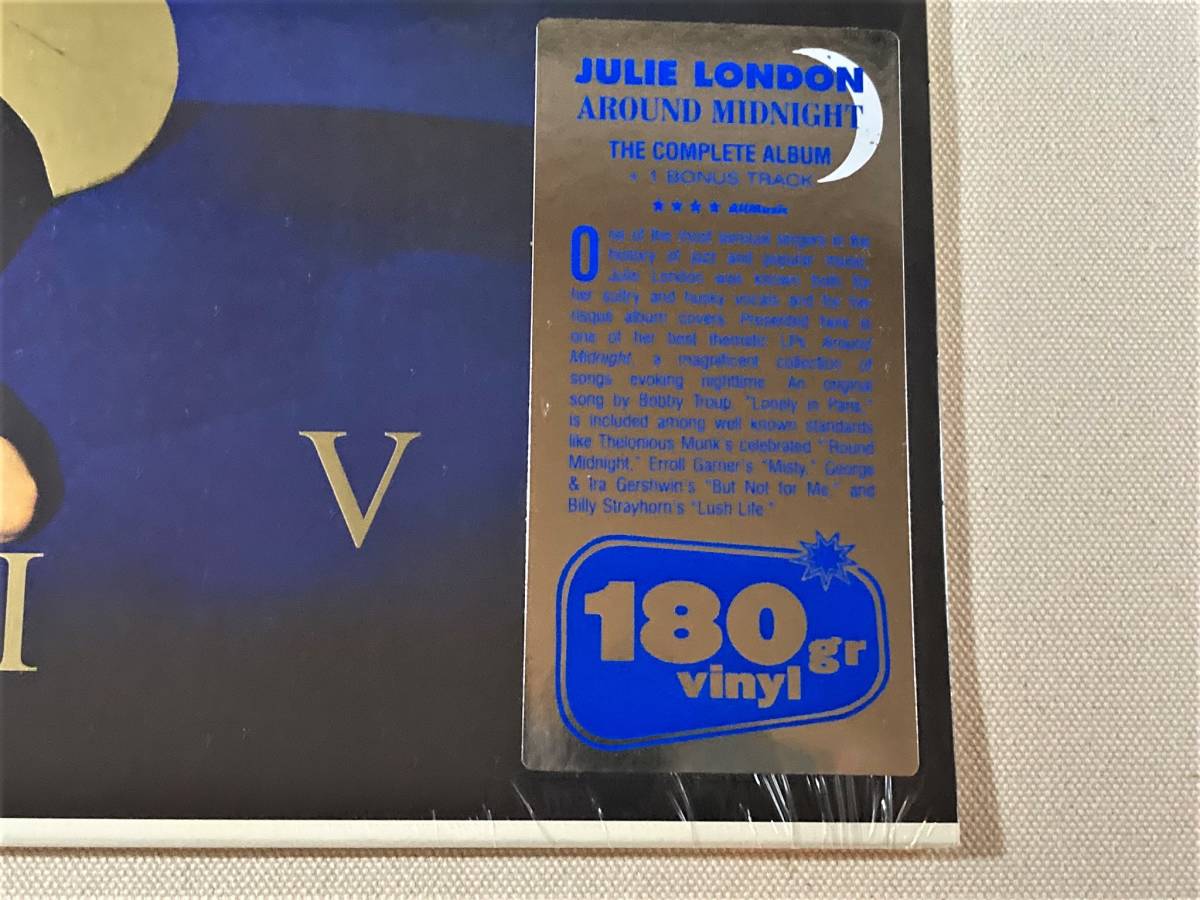 JULIE LONDON
AROUND MIDNIGHT
THE COMPLETE ALBUM
+ 1 BONUS TRACK
★ ★ ★ ★ AllMusic
One of the most sensual singers in the
history of jazz and popular music,
Julie London was known both for
her sultry and husky vocals and for her
risque album covers. Presented here is
one of her best thematic LPs, Around
Midnight, a magnificent collection of
songs evoking nighttime. An original
song by Bobby Troup, "Lonely in Paris,"
is included among well known standards
like Thelonious Munk's celebrated "'Round
Midnight," Erroll Garner's "Misty," George
& Ira Gershwin's "But Not for Me," and
Billy Strayhorn's "Lush Life."
180gr
vinyl
V
I